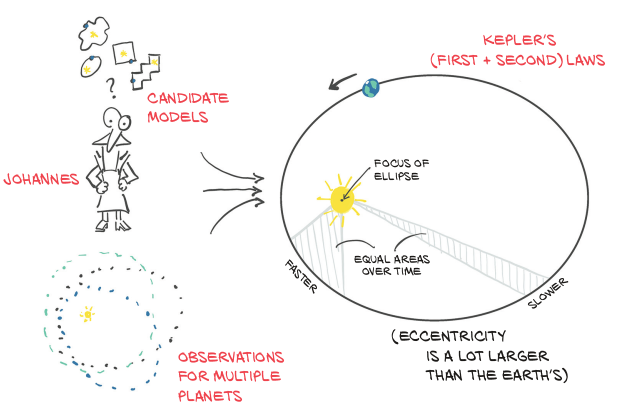 KEPLER'S
(FIRST + SECOND) LAWS
?
CANDIDATE
MODELS
JOHANNES
FOCUS OF
ELLIPSE
EQUAL AREAS
OVER TIME
FASTER
SLOWER
(ECCENTRICITY
IS A LOT LARGER
THAN THE EARTH'S)
OBSERVATIONS
FOR MULTIPLE
PLANETS